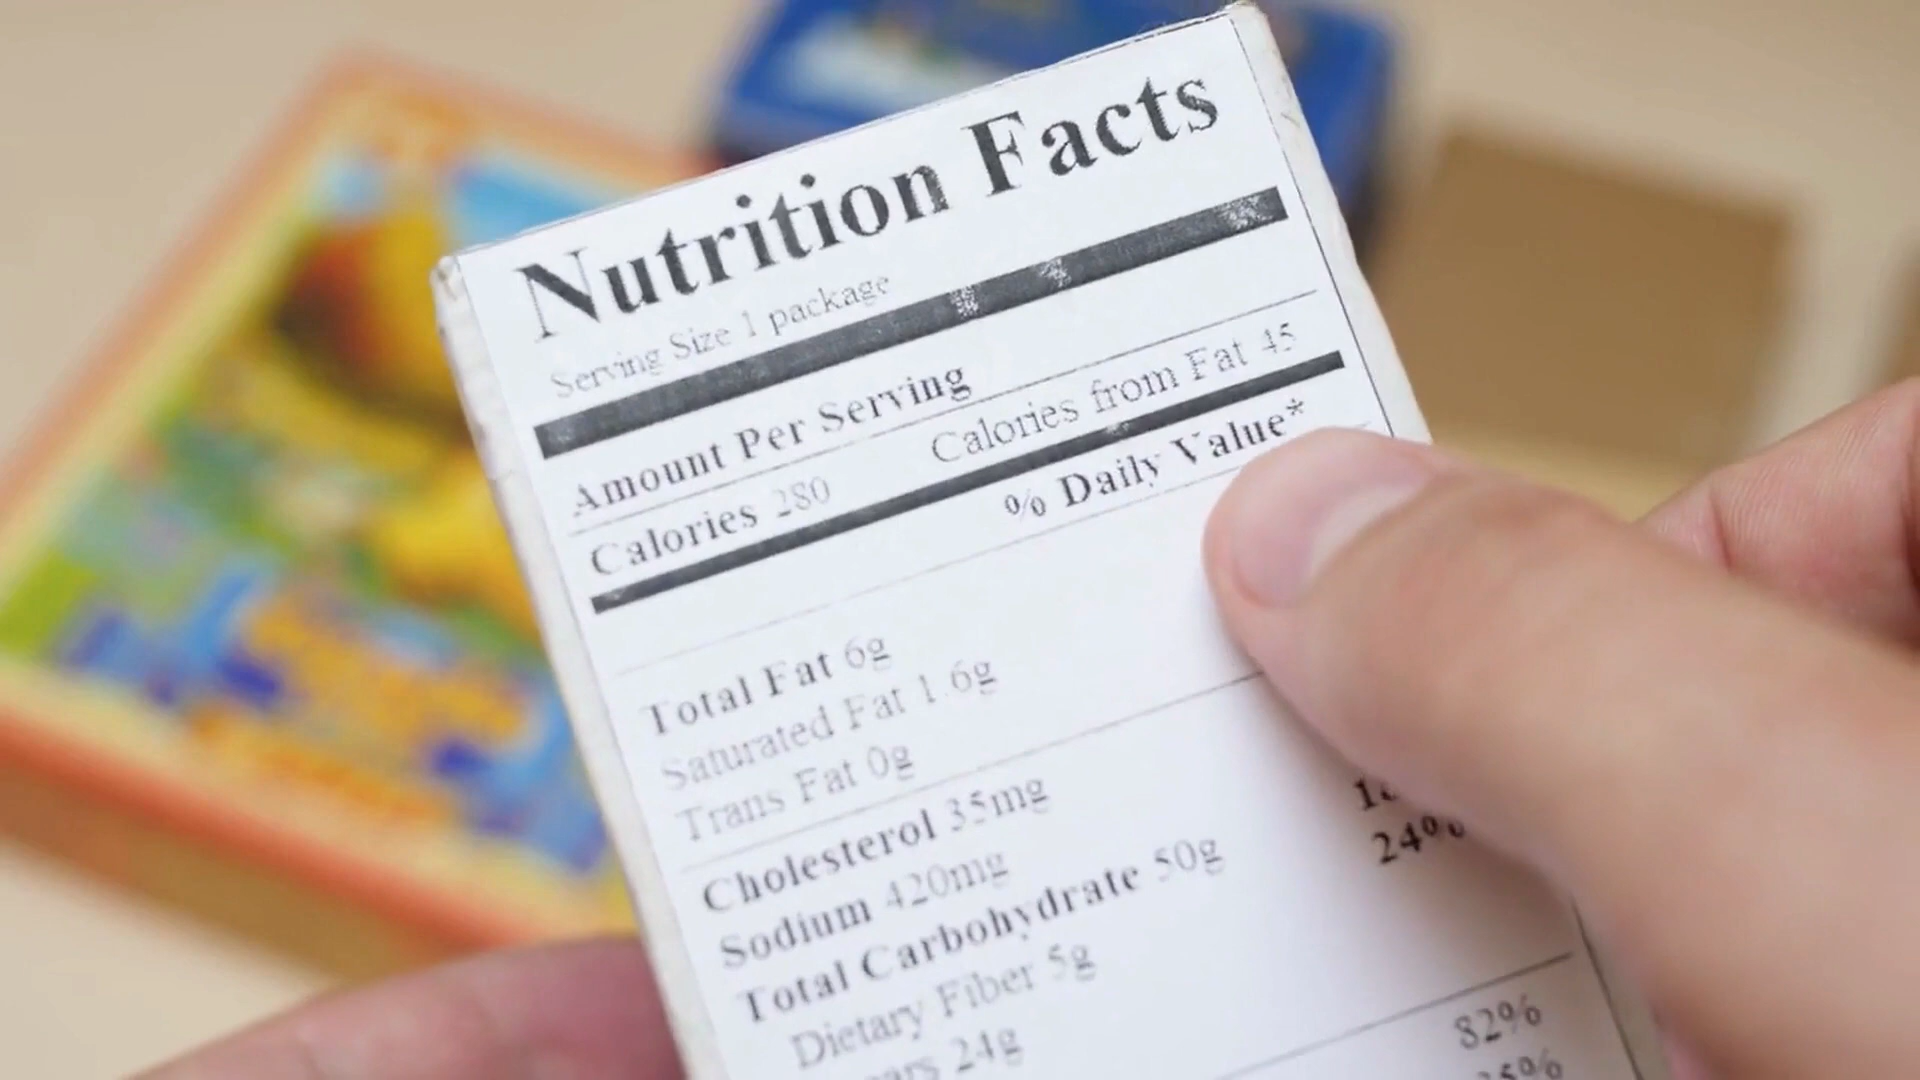 Nutrition Facts
Serving Size 1 package
Amount Per Serving
Calories 280 Calories from Fat 45
% Daily Value*
Total Fat 6g
Saturated Fat 1.6g
Trans Fat 0g
Cholesterol 35mg
Sodium 420mg
Total Carbohydrate 50g
24%
Dietary Fiber 5g
24g
82%